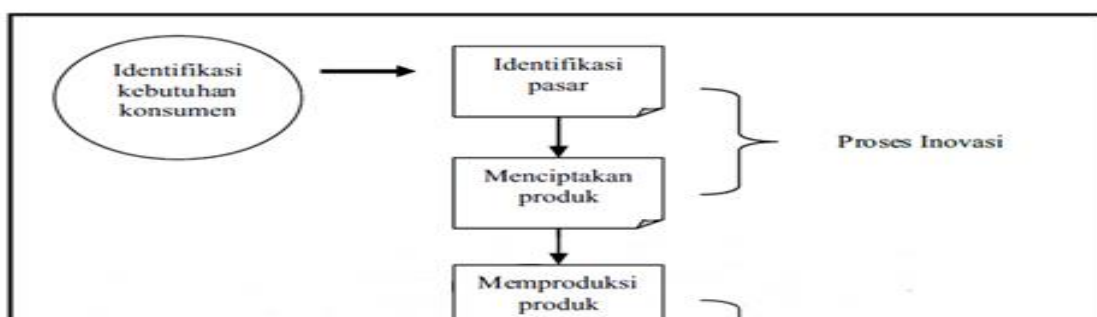 Identifikasi
kebutuhan
konsumen
Identifikasi
pasar
Proses Inovasi
Menciptakan
produk
Memproduksi
produk